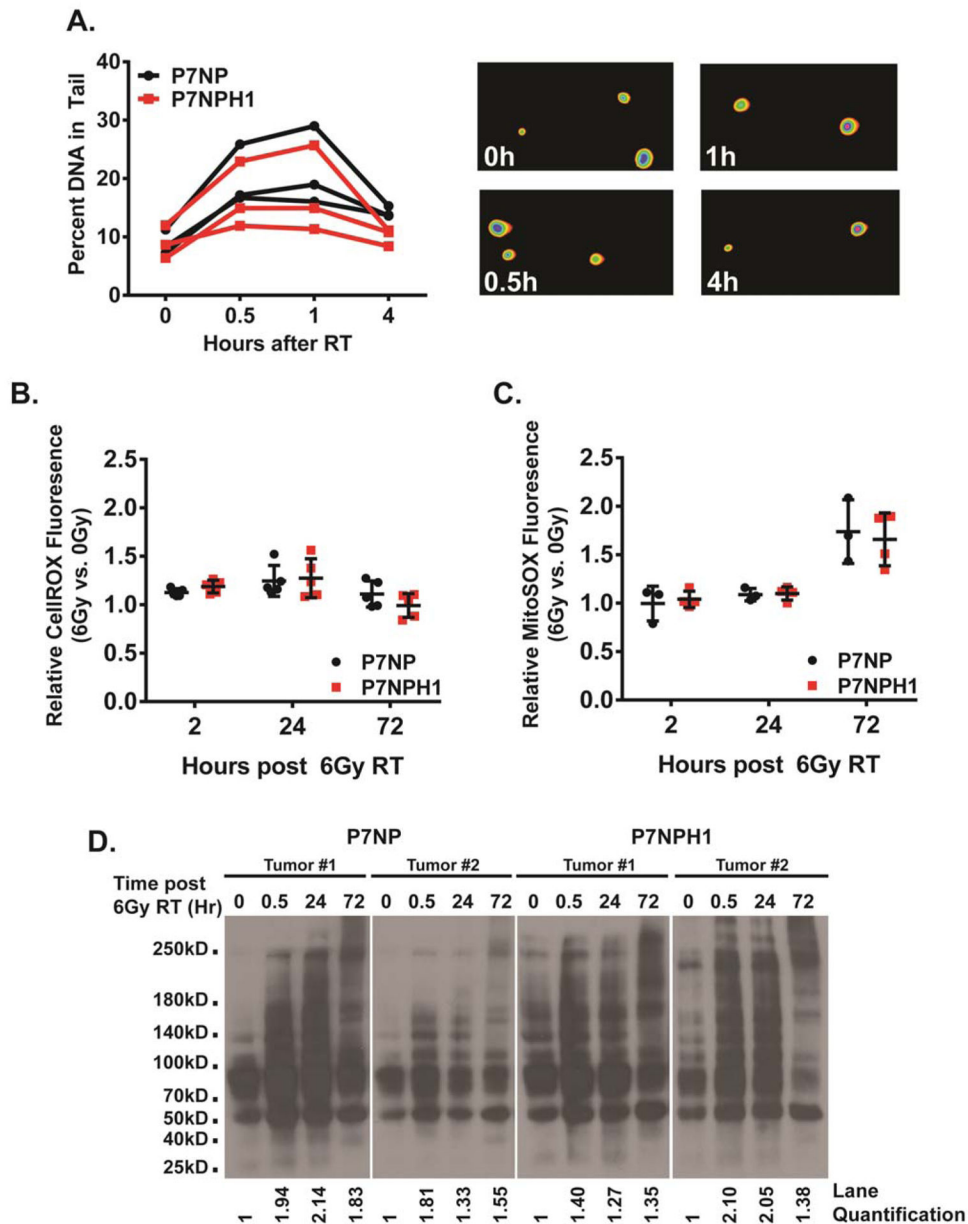 A.
Percent DNA in Tail
40
30
20
10
0
P7NP
P7NPH1
0 0.5 1 4
Hours after RT
0h
1h
0.5h
4h
B.
Relative CellROX Fluoresence
(6Gy vs. 0Gy)
2.5
2.0
1.5
1.0
0.5
0.0
P7NP
P7NPH1
2 24 72
Hours post 6Gy RT
C.
Relative MitoSOX Fluoresence
(6Gy vs. 0Gy)
2.5
2.0
1.5
1.0
0.5
0.0
P7NP
P7NPH1
2 24 72
Hours post 6Gy RT
D.
P7NP P7NPH1
Tumor #1 Tumor #2 Tumor #1 Tumor #2
Time post
6Gy RT (Hr)
0 0.5 24 72 0 0.5 24 72 0 0.5 24 72 0 0.5 24 72
250kD
180kD
140kD
100kD
70kD
50kD
40kD
25kD
1 1.94 2.14 1.83 1 1.81 1.33 1.55 1 1.40 1.27 1.35 1 2.10 2.05 1.38
Lane
Quantification